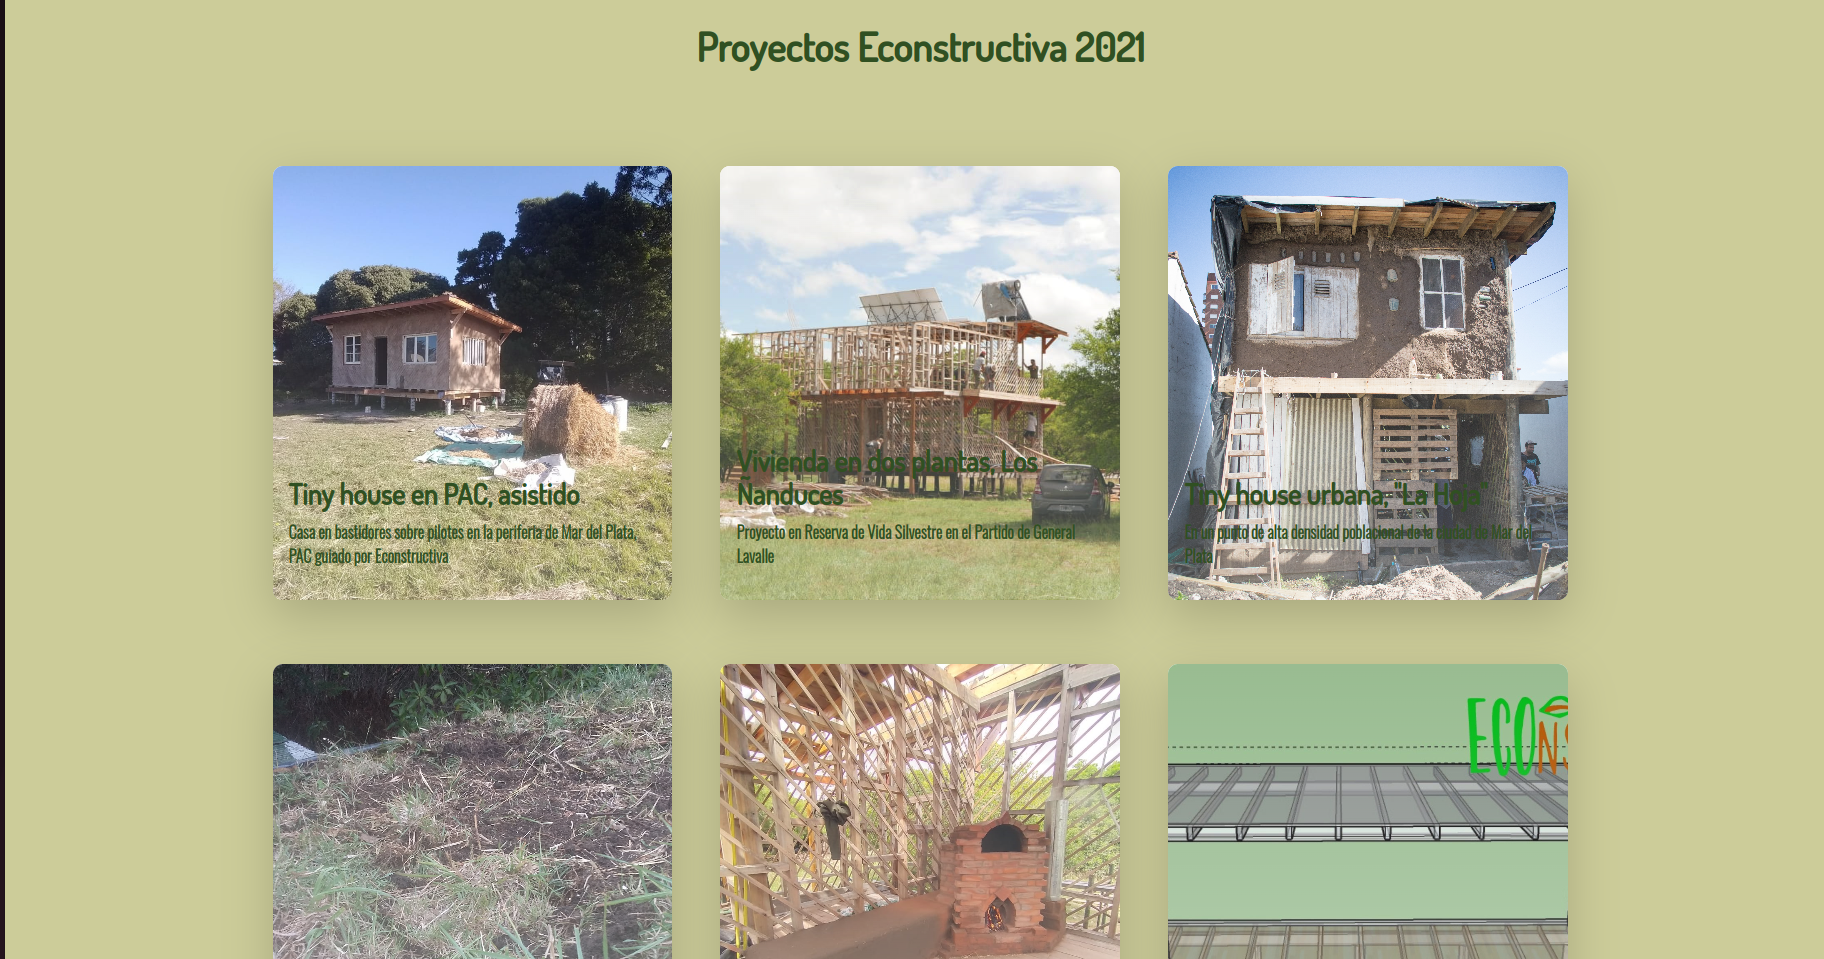 Proyectos Econstructiva 2021
Tiny house en PAC, asistido
Casa en bastidores sobre pilotes en la periferia de Mar del Plata,
PAC guiado por Econstructiva
Vivienda en dos plantas, Los
Ñanduces
Proyecto en Reserva de Vida Silvestre en el Partido de General
Lavalle
Tiny house urbana, "La Hoja"
En un punto de alta densidad poblacional de la ciudad de Mar del
Plata
ECONS